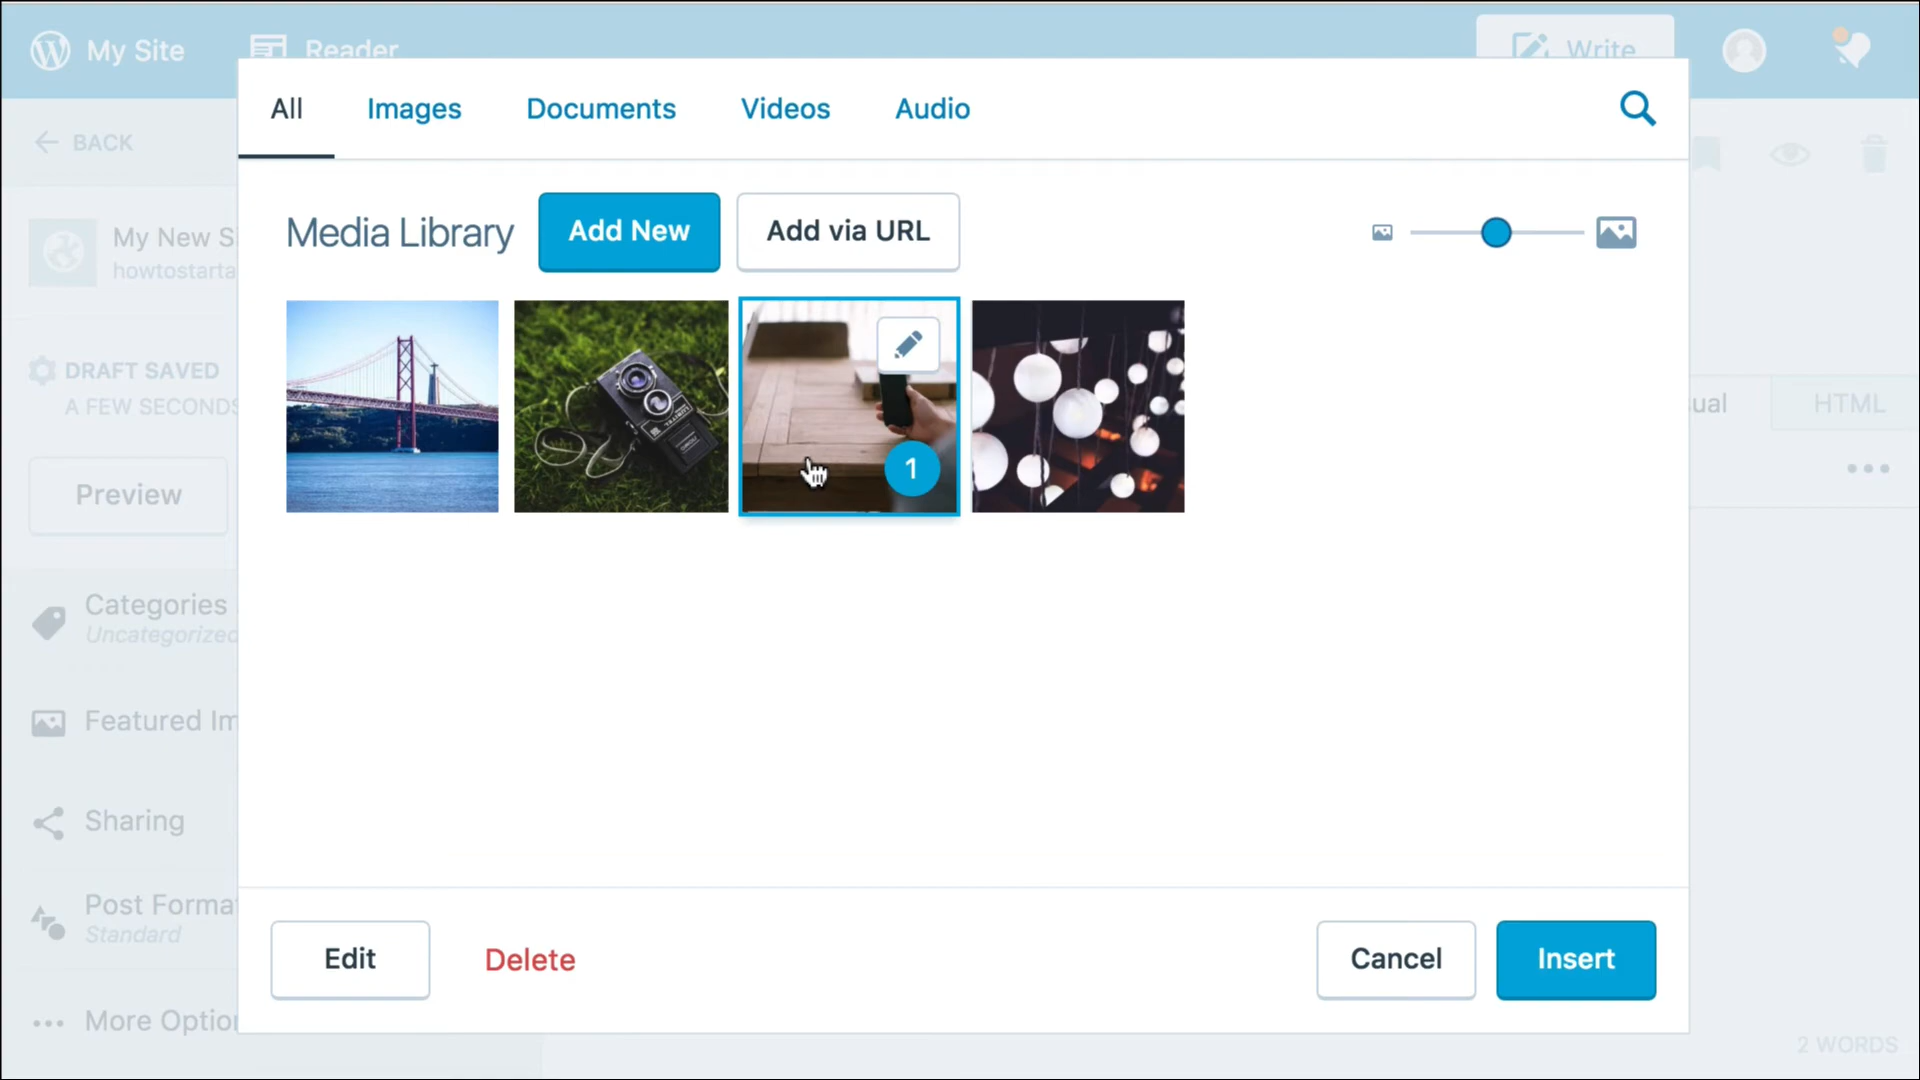 My Site
Reader
Write
BACK
All
Images
Documents
Videos
Audio
My New S
howtostarta
Media Library
Add New
Add via URL
DRAFT SAVED
A FEW SECONDS
1
ual
HTML
Preview
Categories
Uncategorized
Featured Im
Sharing
Post Forma
Standard
More Option
Edit
Delete
Cancel
Insert
2 WORDS